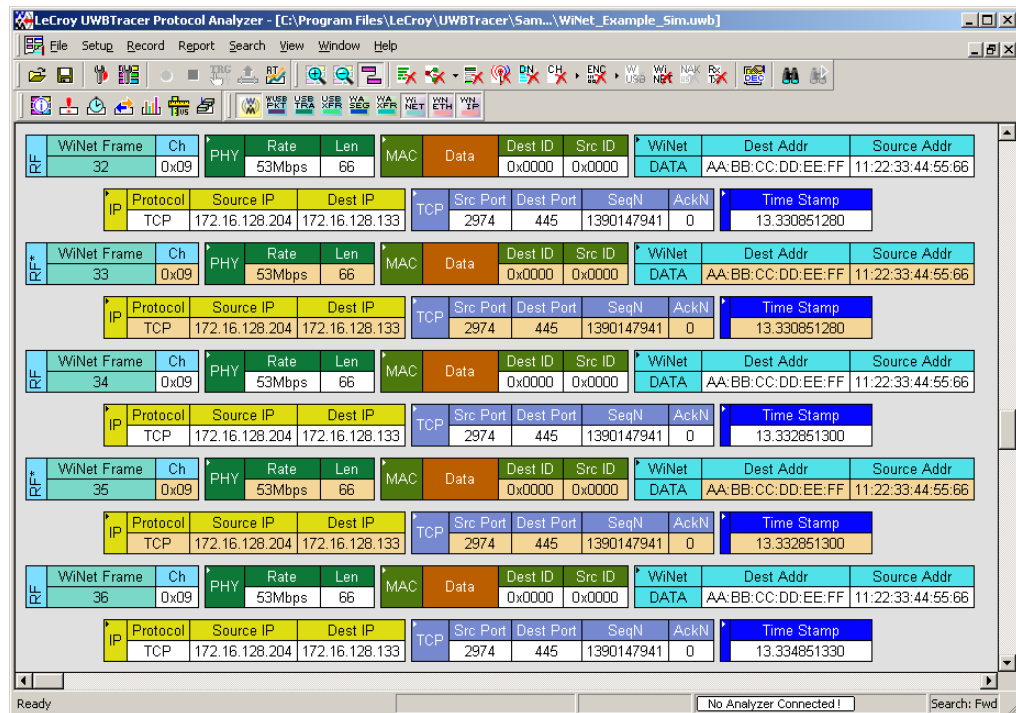 LeCroy UWBTracer Protocol Analyzer - [C:\Program Files\LeCroy\UWBTracer\Sam...\WiNet_Example_Sim.uwb]
File Setup Record Report Search View Window Help
RF WiNet Frame Ch PHY Rate Len MAC Data Dest ID Src ID WiNet Dest Addr Source Addr
32 0x09 53Mbps 66 0x0000 0x0000 DATA AA:BB:CC:DD:EE:FF 11:22:33:44:55:66
IP Protocol Source IP Dest IP TCP Src Port Dest Port SeqN AckN Time Stamp
TCP 172.16.128.204 172.16.128.133 2974 445 1390147941 0 13.330851280
RF* WiNet Frame Ch PHY Rate Len MAC Data Dest ID Src ID WiNet Dest Addr Source Addr
33 0x09 53Mbps 66 0x0000 0x0000 DATA AA:BB:CC:DD:EE:FF 11:22:33:44:55:66
IP Protocol Source IP Dest IP TCP Src Port Dest Port SeqN AckN Time Stamp
TCP 172.16.128.204 172.16.128.133 2974 445 1390147941 0 13.330851280
RF WiNet Frame Ch PHY Rate Len MAC Data Dest ID Src ID WiNet Dest Addr Source Addr
34 0x09 53Mbps 66 0x0000 0x0000 DATA AA:BB:CC:DD:EE:FF 11:22:33:44:55:66
IP Protocol Source IP Dest IP TCP Src Port Dest Port SeqN AckN Time Stamp
TCP 172.16.128.204 172.16.128.133 2974 445 1390147941 0 13.332851300
RF* WiNet Frame Ch PHY Rate Len MAC Data Dest ID Src ID WiNet Dest Addr Source Addr
35 0x09 53Mbps 66 0x0000 0x0000 DATA AA:BB:CC:DD:EE:FF 11:22:33:44:55:66
IP Protocol Source IP Dest IP TCP Src Port Dest Port SeqN AckN Time Stamp
TCP 172.16.128.204 172.16.128.133 2974 445 1390147941 0 13.332851300
RF WiNet Frame Ch PHY Rate Len MAC Data Dest ID Src ID WiNet Dest Addr Source Addr
36 0x09 53Mbps 66 0x0000 0x0000 DATA AA:BB:CC:DD:EE:FF 11:22:33:44:55:66
IP Protocol Source IP Dest IP TCP Src Port Dest Port SeqN AckN Time Stamp
TCP 172.16.128.204 172.16.128.133 2974 445 1390147941 0 13.334851330
Ready No Analyzer Connected ! Search: Fwd